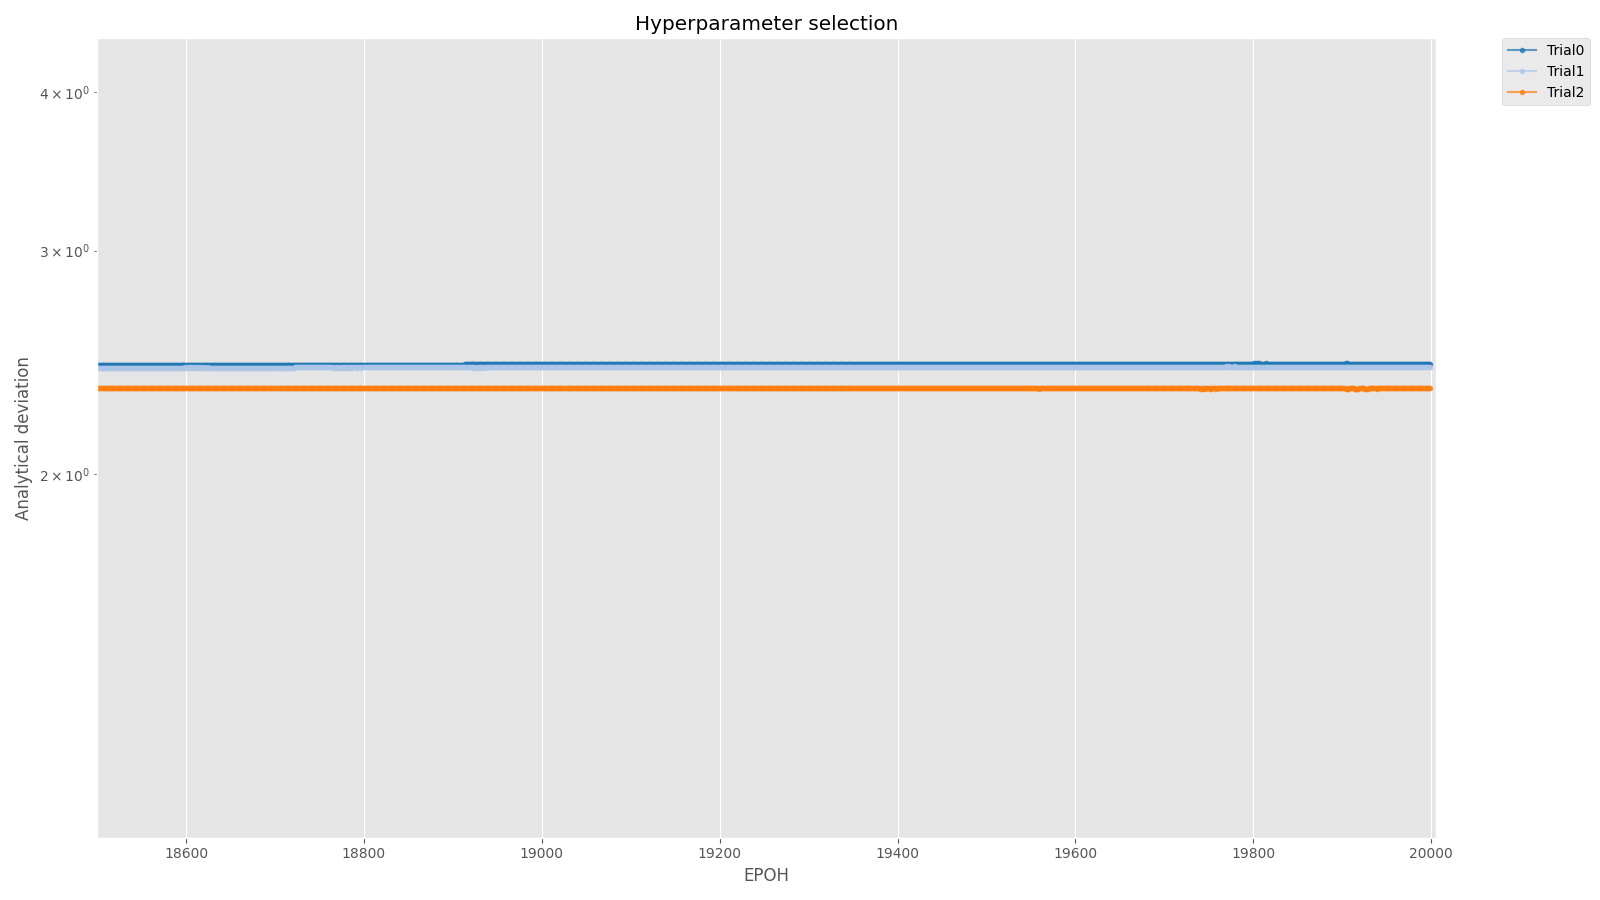 Hyperparameter selection
Trial0
Trial1
Trial2
4 × 10⁰
3 × 10⁰
2 × 10⁰
Analytical deviation
18600 18800 19000 19200 19400 19600 19800 20000
EPOH